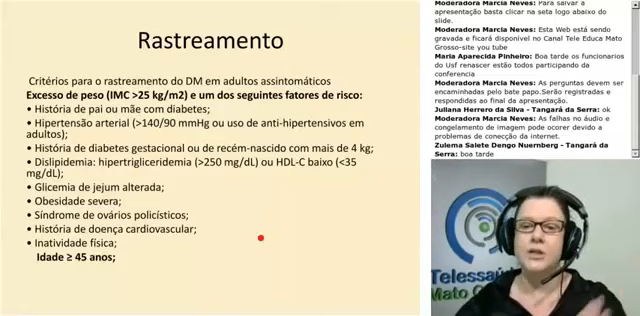 Rastreamento
Critérios para o rastreamento do DM em adultos assintomáticos
Excesso de peso (IMC >25 kg/m2) e um dos seguintes fatores de risco:
• História de pai ou mãe com diabetes;
• Hipertensão arterial (>140/90 mmHg ou uso de anti-hipertensivos em
adultos);
• História de diabetes gestacional ou de recém-nascido com mais de 4 kg;
• Dislipidemia: hipertrigliceridemia (>250 mg/dL) ou HDL-C baixo (<35
mg/dL);
• Glicemia de jejum alterada;
• Obesidade severa;
• Síndrome de ovários policísticos;
• História de doença cardiovascular;
• Inatividade física;
Idade ≥ 45 anos;
Moderadora Marcia Neves: Para salvar a
apresentação basta clicar na seta logo abaixo do
slide.
Moderadora Marcia Neves: Esta Web está sendo
gravada e ficará disponível no Canal Tele Educa Mato
Grosso-site you tube
Maria Aparecida Pinheiro: Boa tarde os funcionarios
do Usf renascer estão todos participando da
conferencia
Moderadora Marcia Neves: As perguntas devem ser
encaminhadas pelo bate papo.Serão registradas e
respondidas ao final da apresentação.
Juliana Herrero da Silva - Tangará da Serra: ok
Moderadora Marcia Neves: As falhas no áudio e
congelamento de imagem pode ocorrer devido a
problemas de conecção da internet.
Zulema Salete Dengo Nuernberg - Tangará da
Serra: boa tarde
Telessaú
Mato G